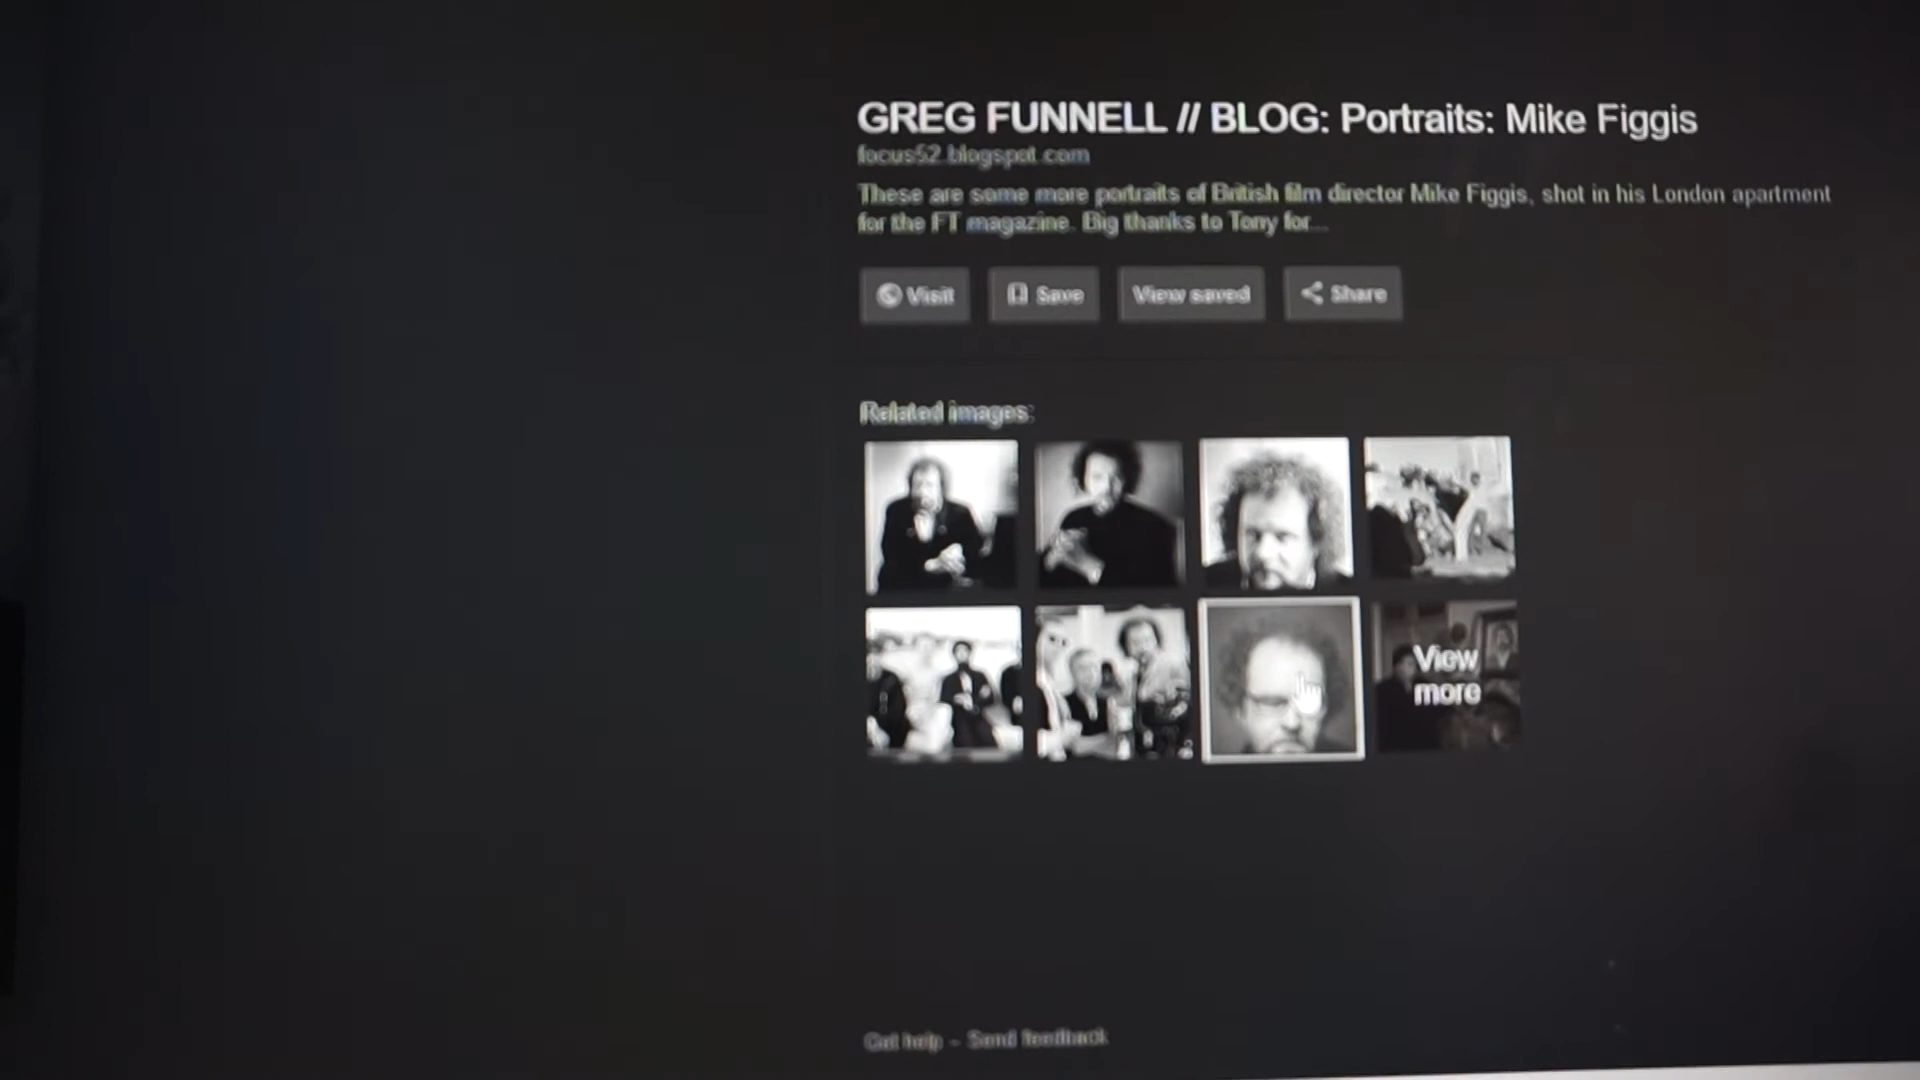 GREG FUNNELL // BLOG: Portraits: Mike Figgis
focus52.blogspot.com
These are some more portraits of British film director Mike Figgis, shot in his London apartment
for the FT magazine. Big thanks to Tony for...
Visit
Save
View saved
Share
Related images:
View
more
Get help - Send feedback